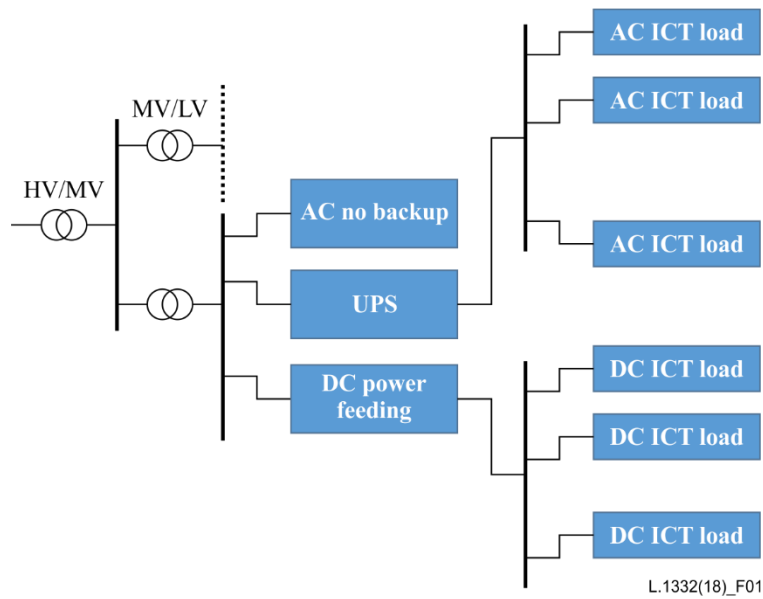 HV/MV
MV/LV
AC no backup
UPS
DC power
feeding
AC ICT load
AC ICT load
AC ICT load
DC ICT load
DC ICT load
DC ICT load
L.1332(18)_F01